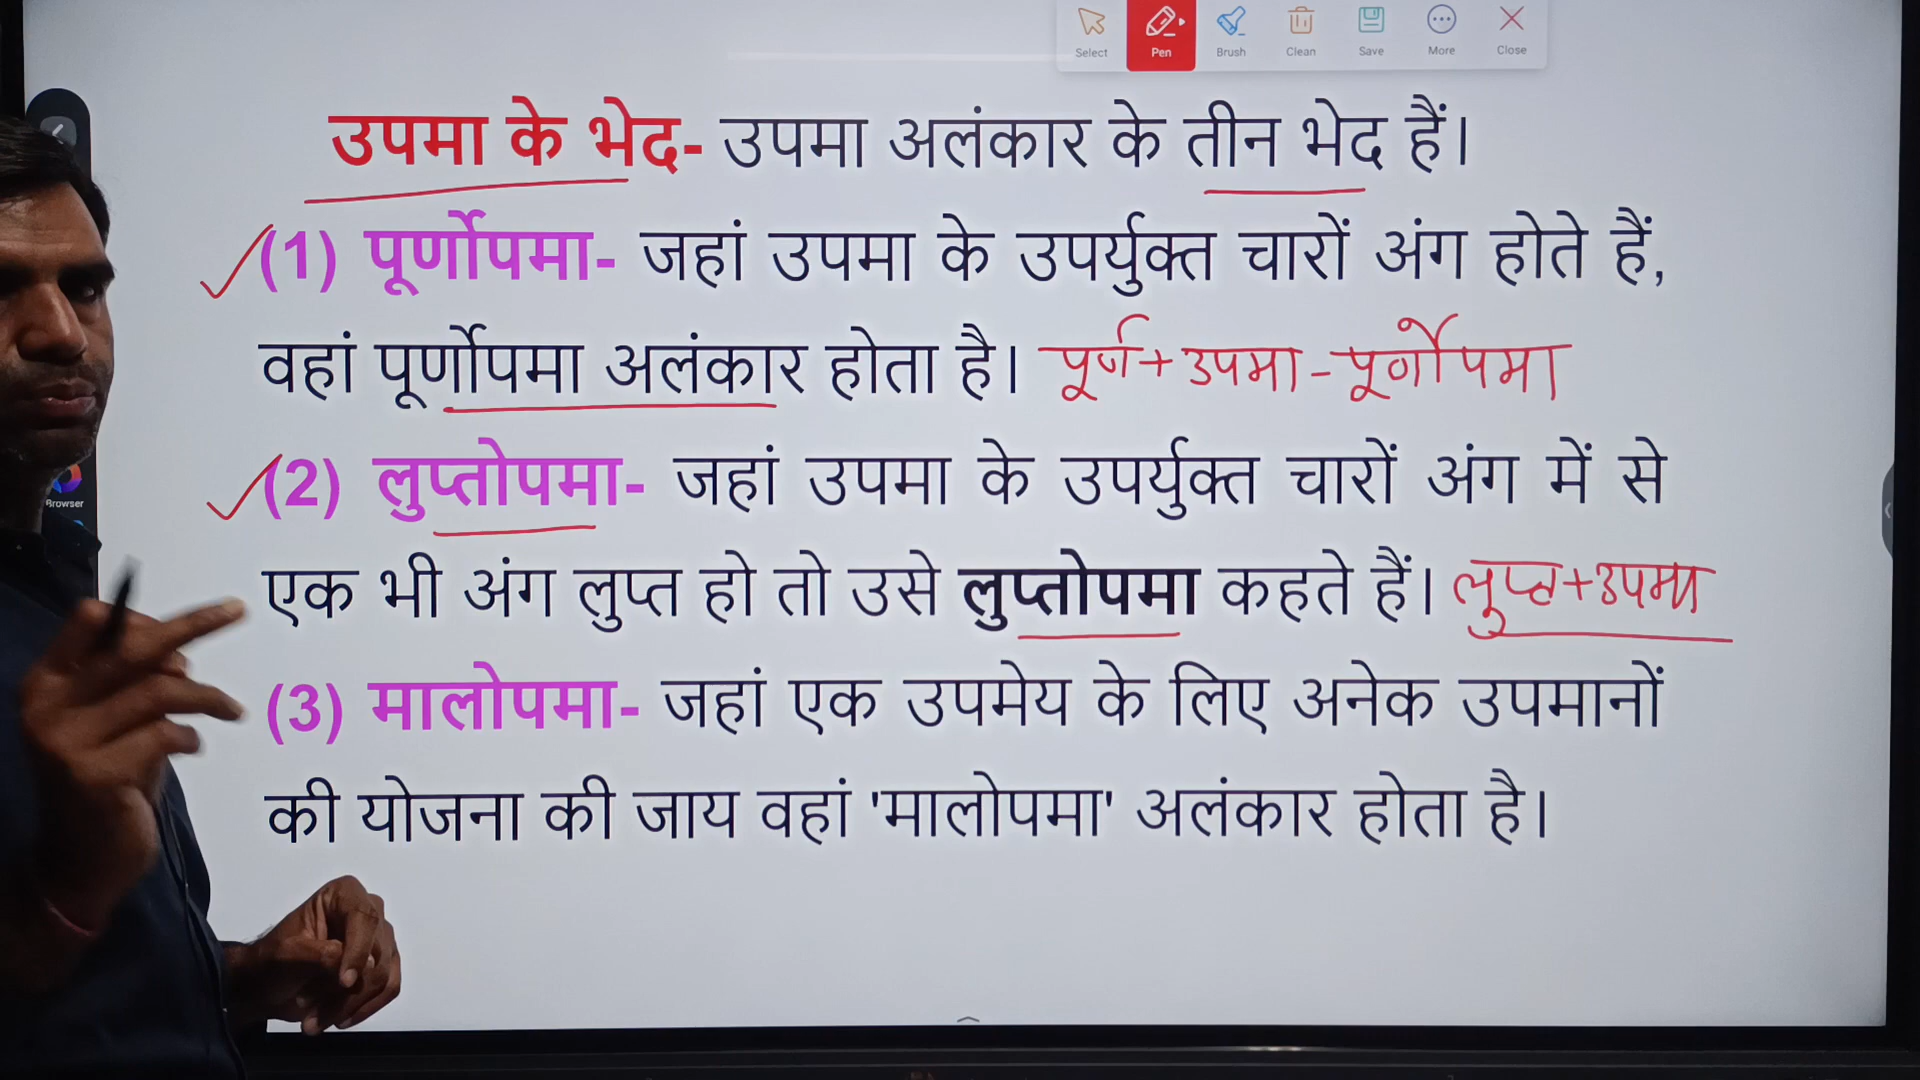 Select Pen Brush Clean Save More Close
उपमा के भेद- उपमा अलंकार के तीन भेद हैं।
(1) पूर्णोपमा- जहां उपमा के उपर्युक्त चारों अंग होते हैं,
वहां पूर्णोपमा अलंकार होता है। पूर्ण+उपमा-पूर्णोपमा
(2) लुप्तोपमा- जहां उपमा के उपर्युक्त चारों अंग में से
Browser
एक भी अंग लुप्त हो तो उसे लुप्तोपमा कहते हैं। लुप्त+उपमा
(3) मालोपमा- जहां एक उपमेय के लिए अनेक उपमानों
की योजना की जाय वहां 'मालोपमा' अलंकार होता है।